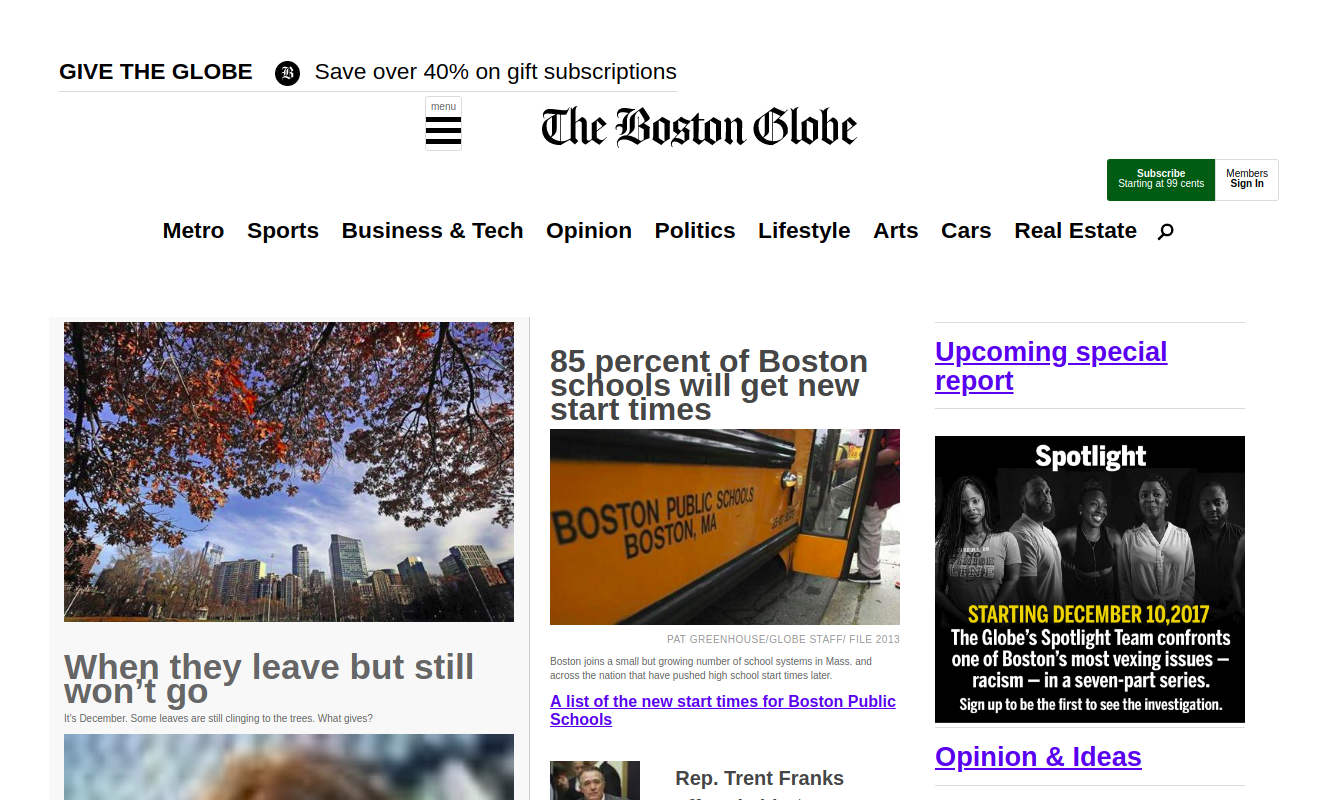 GIVE THE GLOBE B Save over 40% on gift subscriptions
menu
The Boston Globe
Subscribe
Starting at 99 cents
Members
Sign In
Metro Sports Business & Tech Opinion Politics Lifestyle Arts Cars Real Estate
When they leave but still
won’t go
It's December. Some leaves are still clinging to the trees. What gives?
85 percent of Boston
schools will get new
start times
BOSTON PUBLIC SCHOOLS
BOSTON, MA
PAT GREENHOUSE/GLOBE STAFF/ FILE 2013
Boston joins a small but growing number of school systems in Mass. and
across the nation that have pushed high school start times later.
A list of the new start times for Boston Public
Schools
Rep. Trent Franks
Upcoming special
report
Spotlight
STARTING DECEMBER 10,2017
The Globe’s Spotlight Team confronts
one of Boston’s most vexing issues —
racism — in a seven-part series.
Sign up to be the first to see the investigation.
Opinion & Ideas